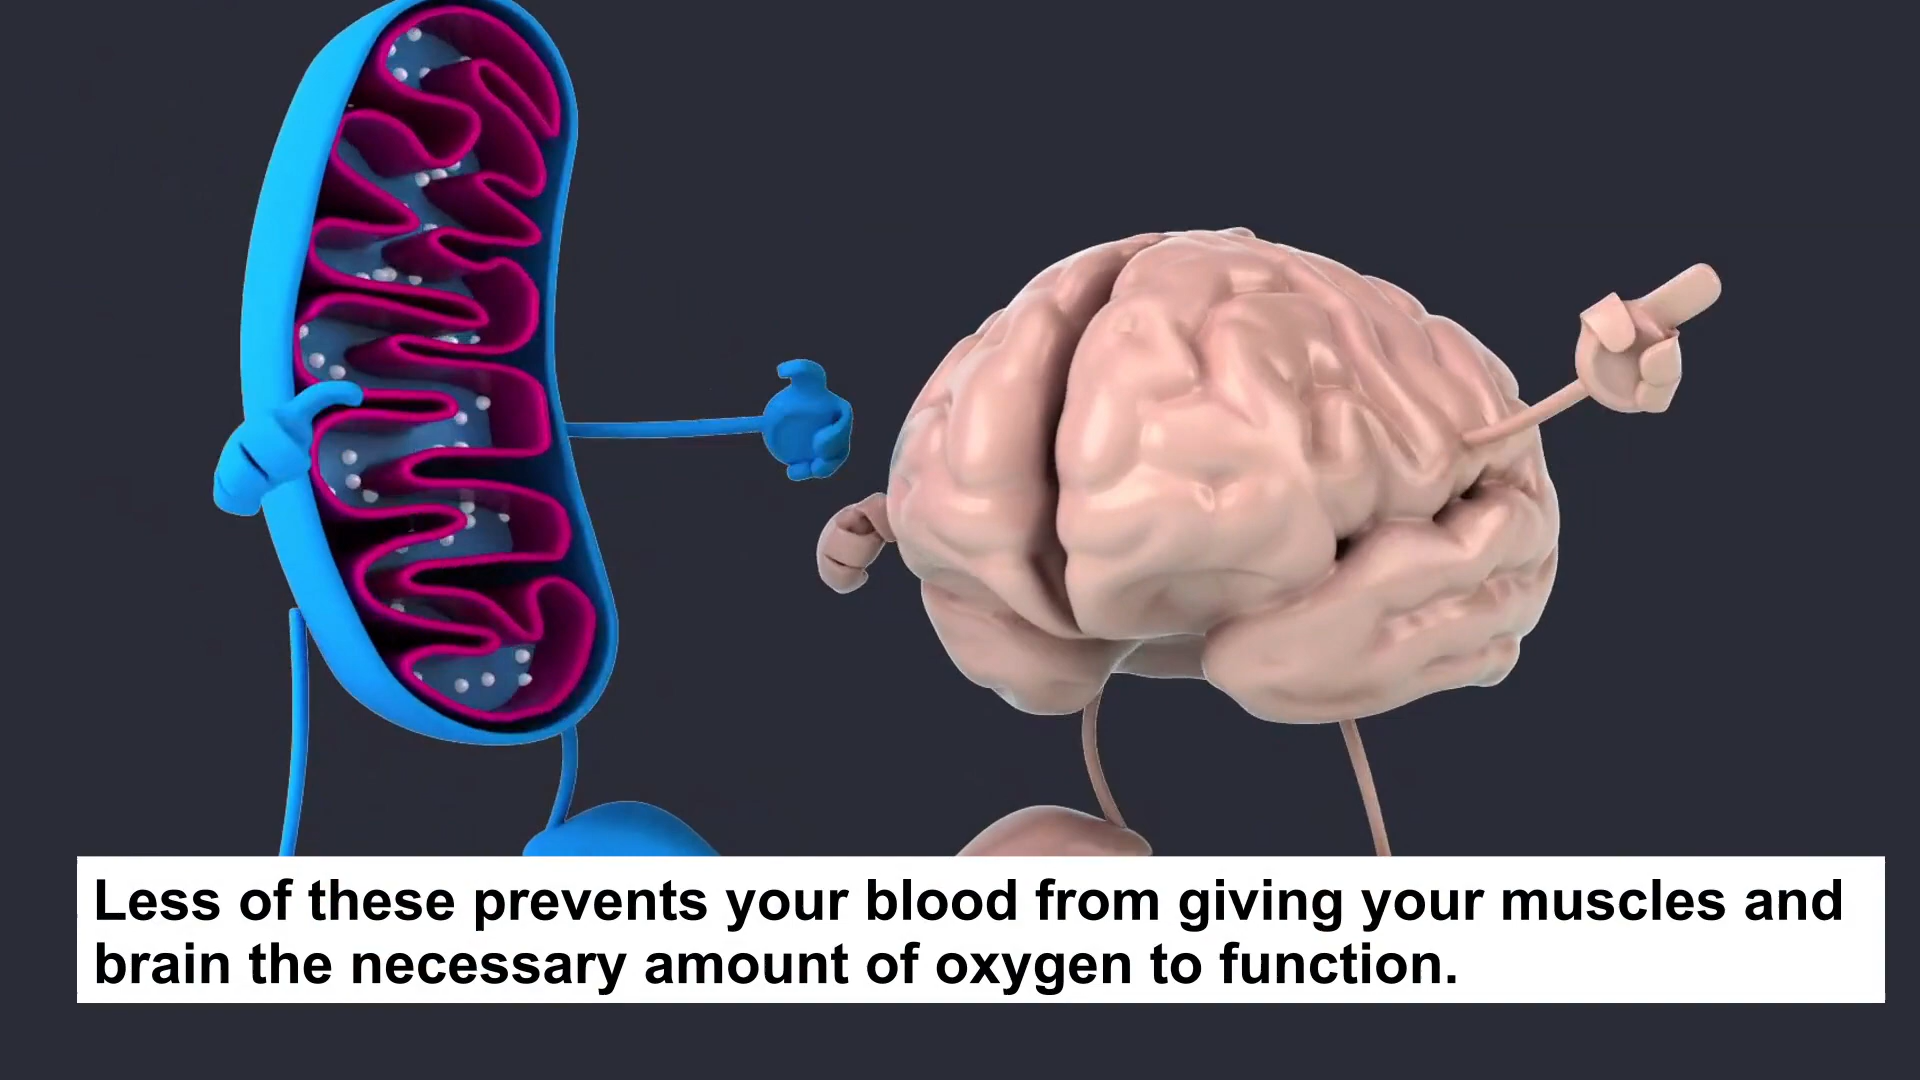 Less of these prevents your blood from giving your muscles and
brain the necessary amount of oxygen to function.